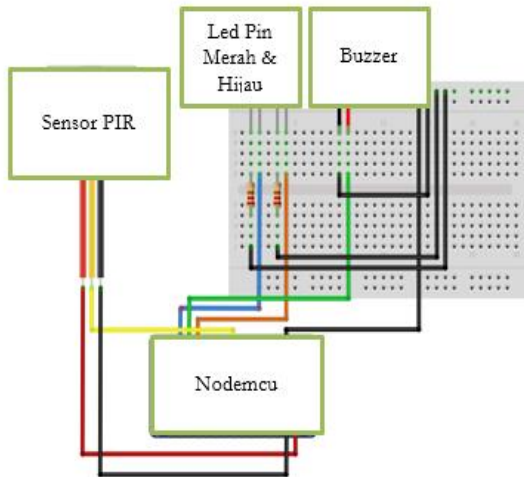 Led Pin
Merah &
Hijau
Buzzer
Sensor PIR
Nodemcu